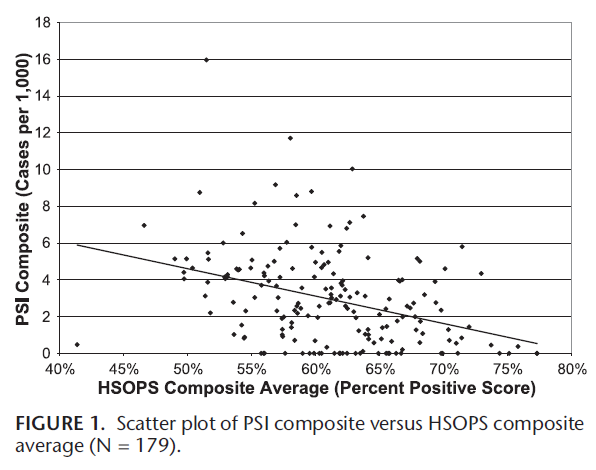 18
16
14
12
10
8
6
4
2
0
PSI Composite (Cases per 1,000)
40% 45% 50% 55% 60% 65% 70% 75% 80%
HSOPS Composite Average (Percent Positive Score)
FIGURE 1. Scatter plot of PSI composite versus HSOPS composite
average (N = 179).